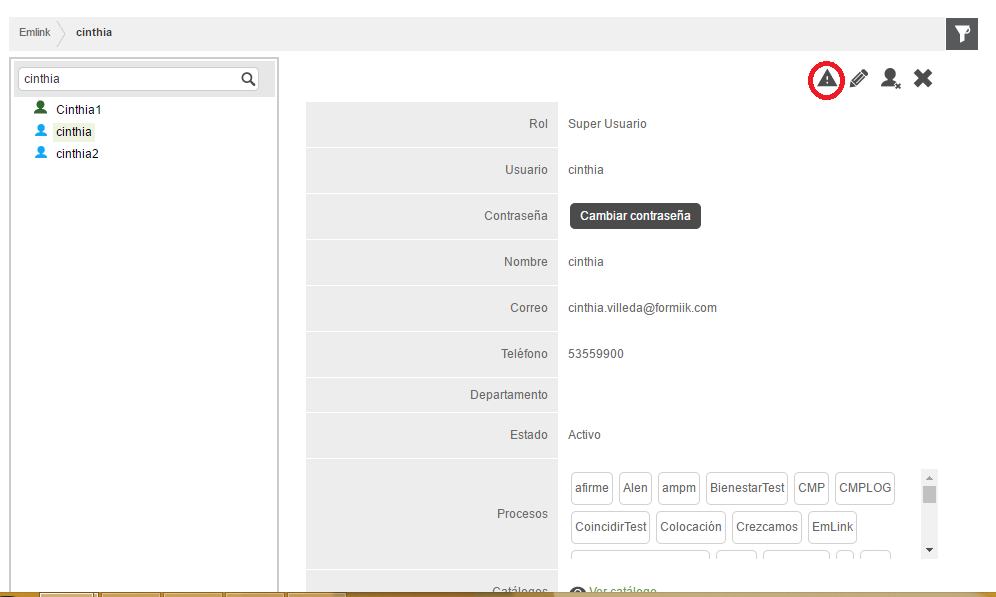 Emlink cinthia
cinthia
Cinthia1
cinthia
cinthia2
Rol Super Usuario
Usuario cinthia
Contraseña Cambiar contraseña
Nombre cinthia
Correo cinthia.villeda@formiik.com
Teléfono 53559900
Departamento
Estado Activo
Procesos
afirme Alen ampm BienestarTest CMP CMPLOG
CoincidirTest Colocación Crezcamos EmLink
Catálogos Ver catálogo